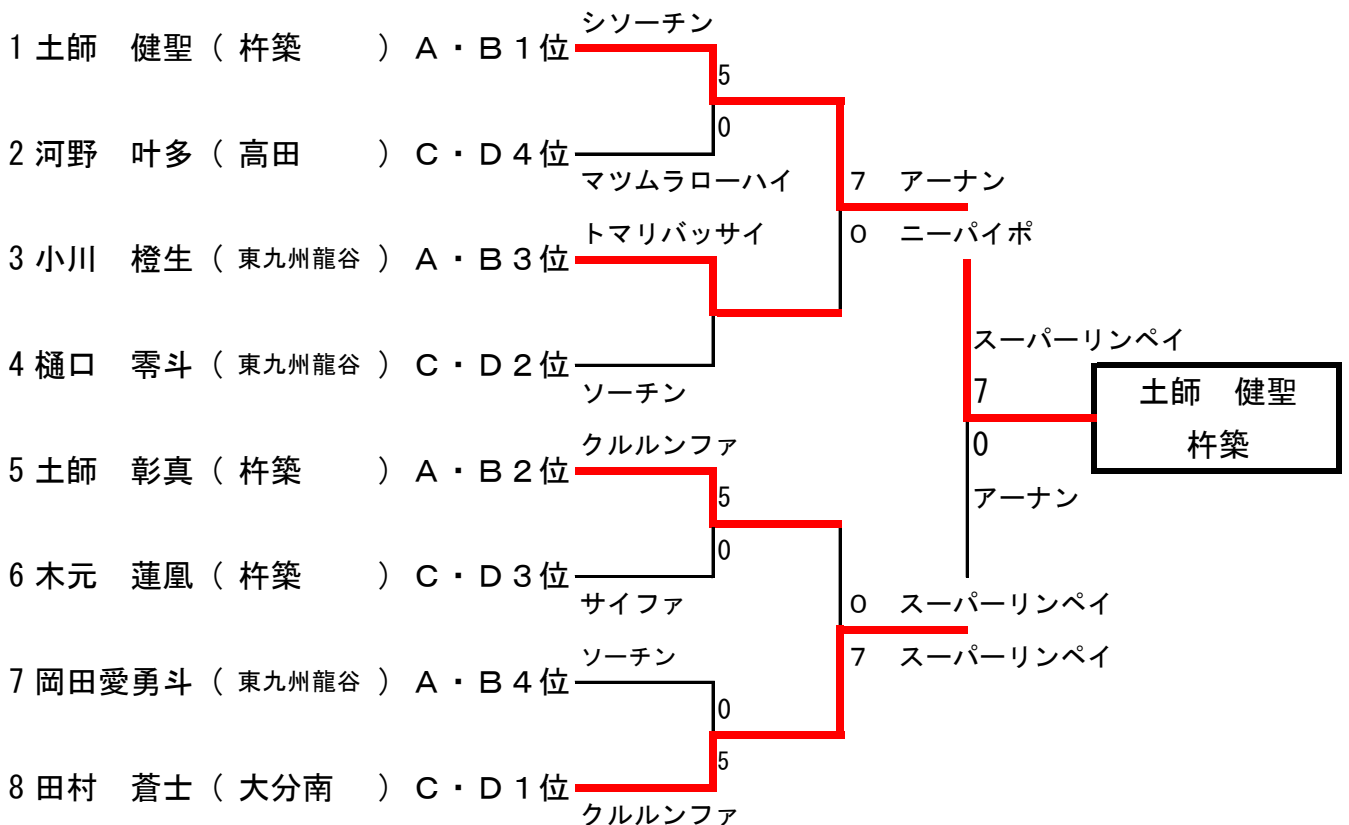 シソーチン
1 土師　健聖 ( 杵築 ) A・B1位
5
0
2 河野　叶多 ( 高田 ) C・D4位
マツムラローハイ
7 アーナン
トマリバッサイ
0 ニーパイポ
3 小川　橙生 ( 東九州龍谷 ) A・B3位
4 樋口　零斗 ( 東九州龍谷 ) C・D2位
ソーチン
スーパーリンペイ
7
土師　健聖
杵築
0
アーナン
クルルンファ
5 土師　彰真 ( 杵築 ) A・B2位
5
0
6 木元　蓮凰 ( 杵築 ) C・D3位
サイファ
0 スーパーリンペイ
7 スーパーリンペイ
ソーチン
7 岡田愛勇斗 ( 東九州龍谷 ) A・B4位
0
5
8 田村　蒼士 ( 大分南 ) C・D1位
クルルンファ